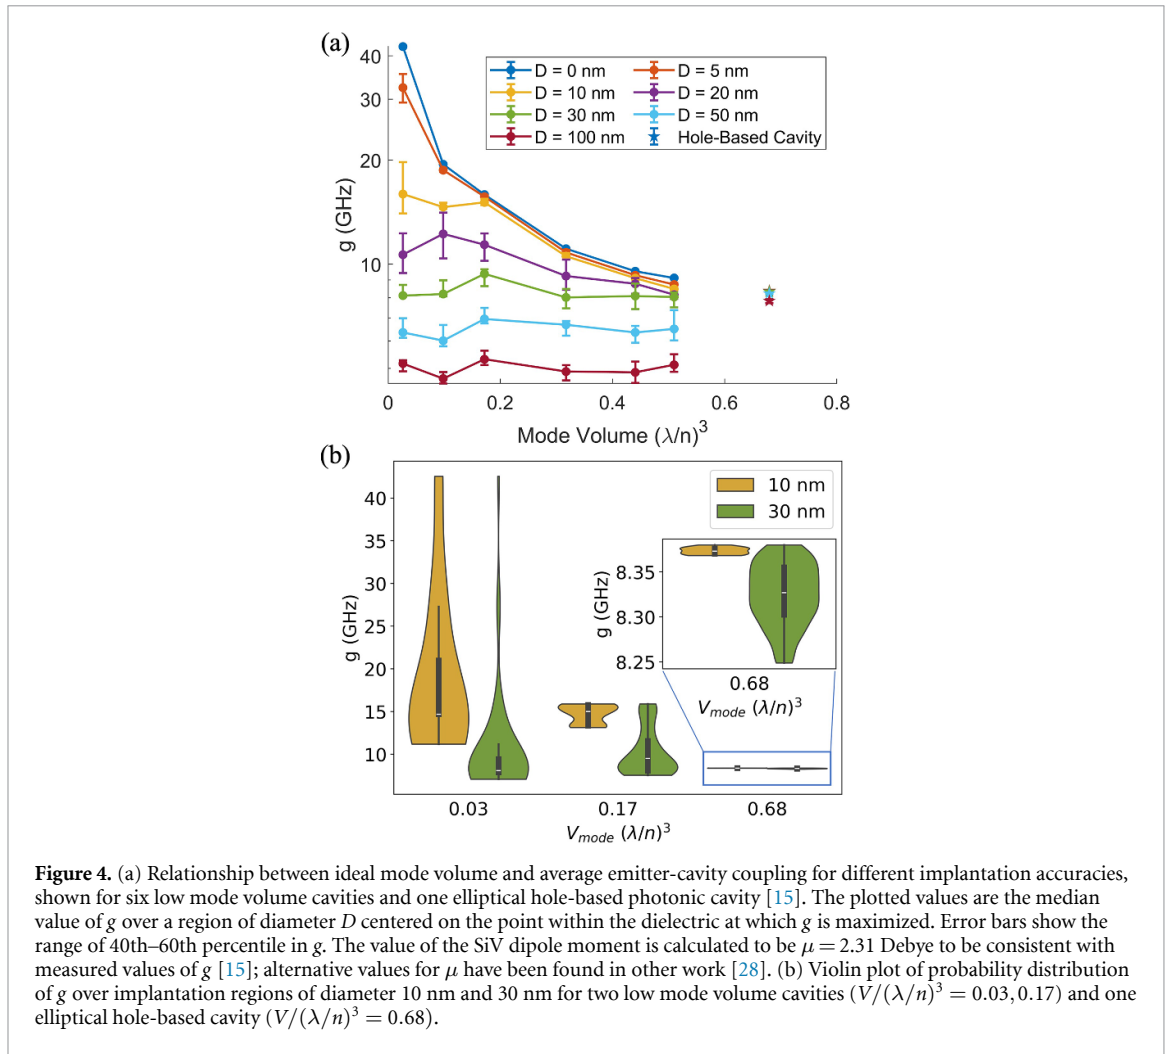 (a)
40
30
20
10
g (GHz)
D = 0 nm
D = 5 nm
D = 10 nm
D = 20 nm
D = 30 nm
D = 50 nm
D = 100 nm
Hole-Based Cavity
0
0.2
0.4
0.6
0.8
Mode Volume (λ/n)³
(b)
40
35
30
25
20
15
10
g (GHz)
10 nm
30 nm
8.35
8.30
8.25
g (GHz)
0.68
V_mode (λ/n)³
0.03
0.17
0.68
V_mode (λ/n)³
Figure 4. (a) Relationship between ideal mode volume and average emitter-cavity coupling for different implantation accuracies,
shown for six low mode volume cavities and one elliptical hole-based photonic cavity [15]. The plotted values are the median
value of g over a region of diameter D centered on the point within the dielectric at which g is maximized. Error bars show the
range of 40th–60th percentile in g. The value of the SiV dipole moment is calculated to be μ = 2.31 Debye to be consistent with
measured values of g [15]; alternative values for μ have been found in other work [28]. (b) Violin plot of probability distribution
of g over implantation regions of diameter 10 nm and 30 nm for two low mode volume cavities (V/(λ/n)³ = 0.03, 0.17) and one
elliptical hole-based cavity (V/(λ/n)³ = 0.68).